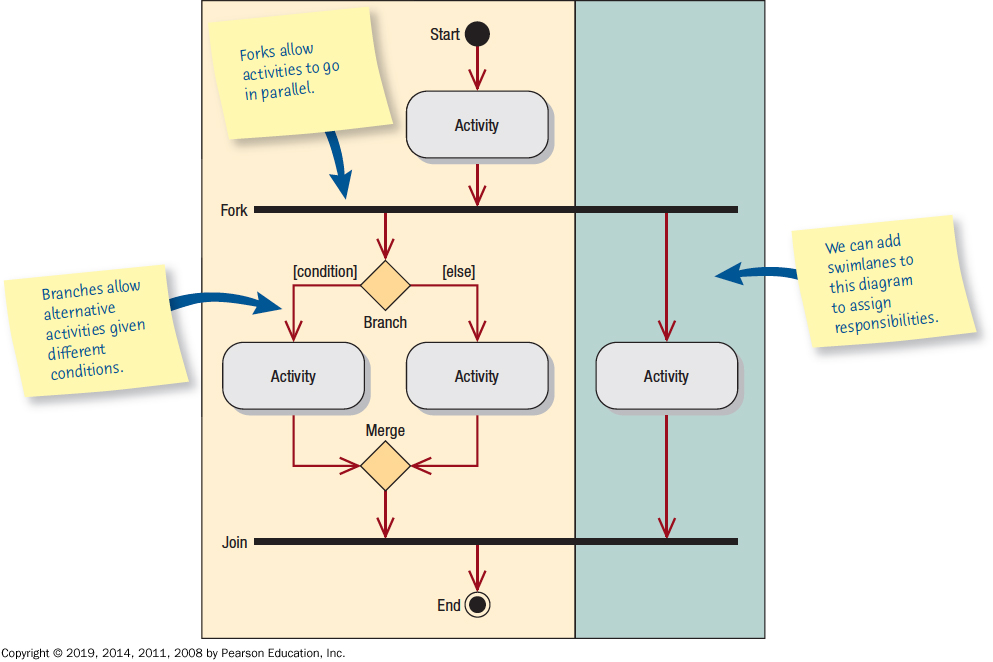 Forks allow
activities to go
in parallel.
Start
Activity
Fork
[condition]
[else]
Branch
We can add
swimlanes to
this diagram
to assign
responsibilities.
Branches allow
alternative
activities given
different
conditions.
Activity
Activity
Activity
Merge
Join
End
Copyright © 2019, 2014, 2011, 2008 by Pearson Education, Inc.